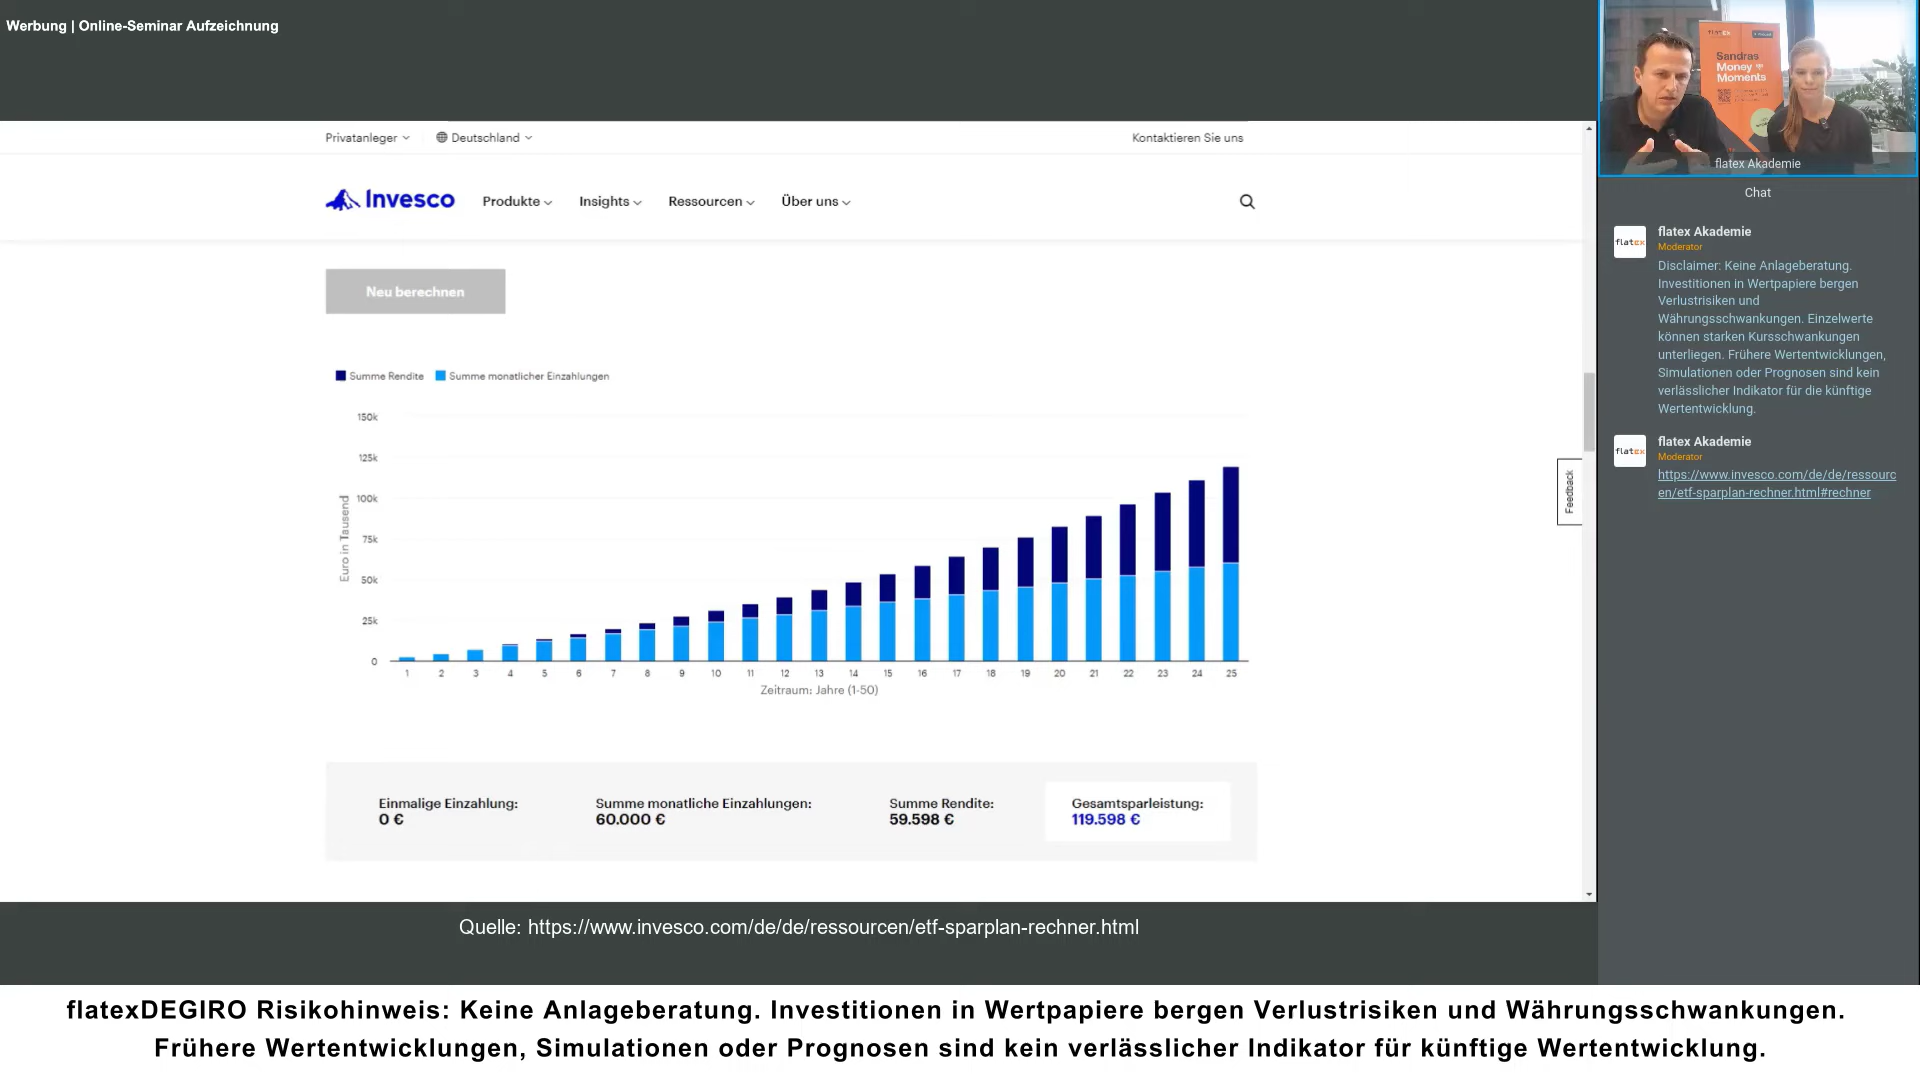 Werbung | Online-Seminar Aufzeichnung
Privatanleger
Deutschland
Kontaktieren Sie uns
Invesco
Produkte
Insights
Ressourcen
Über uns
Neu berechnen
Summe Rendite
Summe monatlicher Einzahlungen
150k
125k
100k
75k
50k
25k
0
Euro in Tausend
1 2 3 4 5 6 7 8 9 10 11 12 13 14 15 16 17 18 19 20 21 22 23 24 25
Zeitraum: Jahre (1-50)
Feedback
Einmalige Einzahlung:
0 €
Summe monatliche Einzahlungen:
60.000 €
Summe Rendite:
59.598 €
Gesamtsparleistung:
119.598 €
Quelle: https://www.invesco.com/de/de/ressourcen/etf-sparplan-rechner.html
flatex
Sandras
Money
Moments
flatex Akademie
Chat
flatex
flatex Akademie
Moderator
Disclaimer: Keine Anlageberatung.
Investitionen in Wertpapiere bergen
Verlustrisiken und
Währungsschwankungen. Einzelwerte
können starken Kursschwankungen
unterliegen. Frühere Wertentwicklungen,
Simulationen oder Prognosen sind kein
verlässlicher Indikator für die künftige
Wertentwicklung.
flatex
flatex Akademie
Moderator
https://www.invesco.com/de/de/ressourc
en/etf-sparplan-rechner.html#rechner
flatexDEGIRO Risikohinweis: Keine Anlageberatung. Investitionen in Wertpapiere bergen Verlustrisiken und Währungsschwankungen.
Frühere Wertentwicklungen, Simulationen oder Prognosen sind kein verlässlicher Indikator für künftige Wertentwicklung.